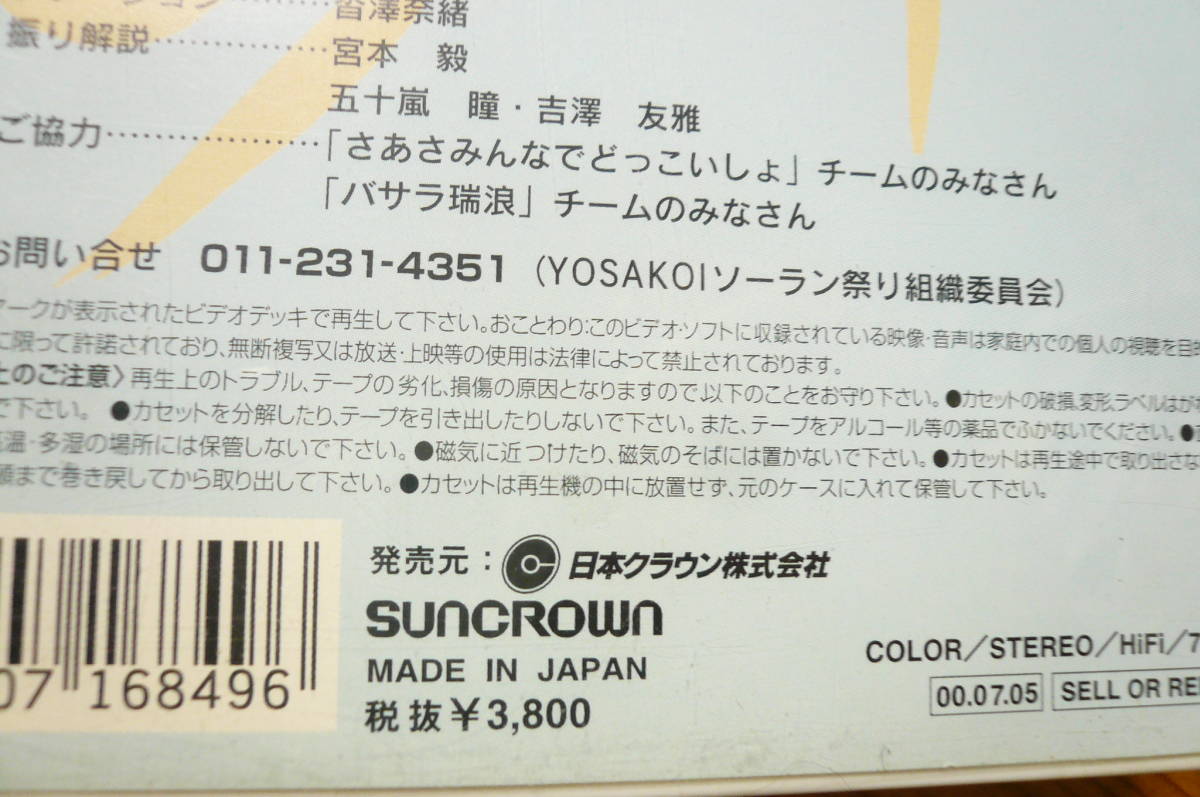 沓澤奈緒
振り解説……………宮本 毅
五十嵐 瞳・吉澤 友雅
ご協力………………「さあさみんなでどっこいしょ」チームのみなさん
「バサラ瑞浪」チームのみなさん
お問い合せ 011-231-4351 (YOSAKOIソーラン祭り組織委員会)
マークが表示されたビデオデッキで再生して下さい。おことわり:このビデオ・ソフトに収録されている映像・音声は家庭内での個人の視聴を目的
に限って許諾されており、無断複写又は放送・上映等の使用は法律によって禁止されております。
上のご注意〉再生上のトラブル、テープの劣化、損傷の原因となりますので、以下のことをお守り下さい。●カセットの破損、変形、ラベルはがれ
で下さい。 ●カセットを分解したり、テープを引き出したりしないで下さい。また、テープをアルコール等の薬品でふかないでください。●
高温・多湿の場所には保管しないで下さい。●磁気に近づけたり、磁気のそばには置かないで下さい。●カセットは再生途中で取り出さな
頭まで巻き戻してから取り出して下さい。●カセットは再生機の中に放置せず、元のケースに入れて保管して下さい。
発売元: 日本クラウン株式会社
SUNCROWN
MADE IN JAPAN
税抜¥3,800
07 168496
COLOR/STEREO/HiFi/7
00.07.05 SELL OR RE